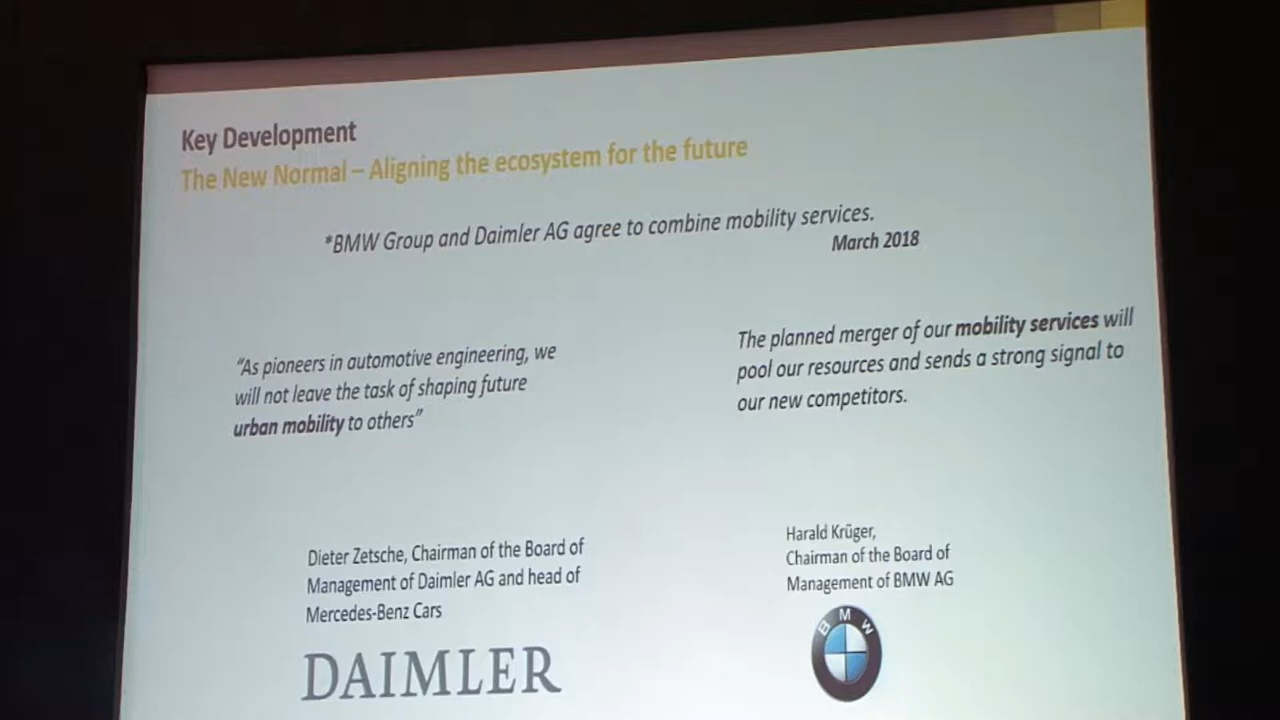 Key Development
The New Normal – Aligning the ecosystem for the future
*BMW Group and Daimler AG agree to combine mobility services.
March 2018
"As pioneers in automotive engineering, we
will not leave the task of shaping future
urban mobility to others"
The planned merger of our mobility services will
pool our resources and sends a strong signal to
our new competitors.
Dieter Zetsche, Chairman of the Board of
Management of Daimler AG and head of
Mercedes-Benz Cars
DAIMLER
Harald Krüger,
Chairman of the Board of
Management of BMW AG
BMW